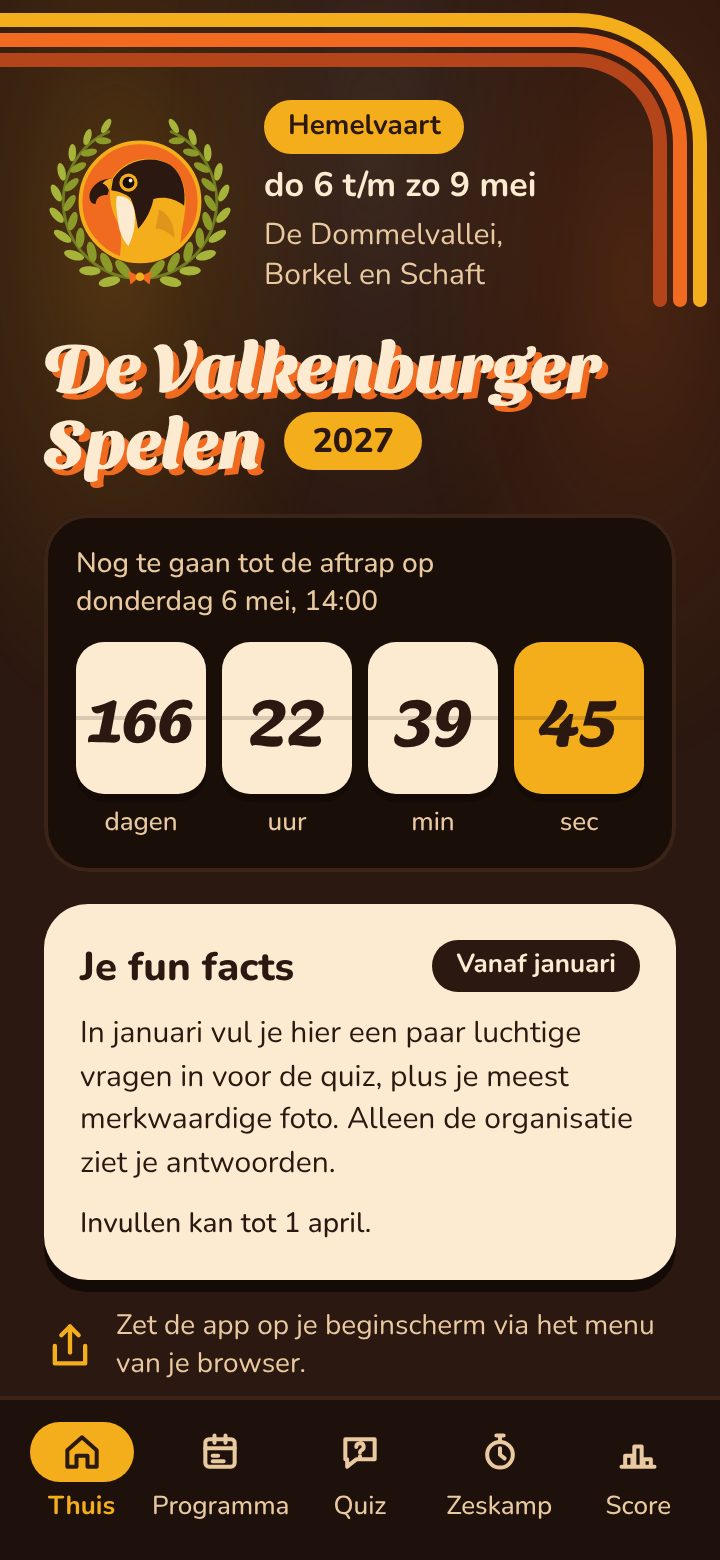 Hemelvaart
do 6 t/m zo 9 mei
De Dommelvallei,
Borkel en Schaft
De Valkenburger
Spelen 2027
Nog te gaan tot de aftrap op
donderdag 6 mei, 14:00
166 22 39 45
dagen uur min sec
Je fun facts Vanaf januari
In januari vul je hier een paar luchtige
vragen in voor de quiz, plus je meest
merkwaardige foto. Alleen de organisatie
ziet je antwoorden.
Invullen kan tot 1 april.
Zet de app op je beginscherm via het menu
van je browser.
Thuis Programma Quiz Zeskamp Score